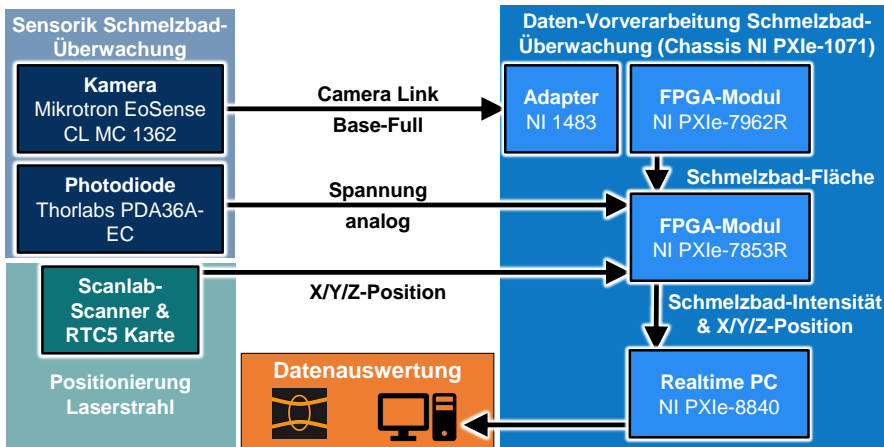 Sensorik Schmelzbad-
Überwachung
Kamera
Mikrotron EoSense
CL MC 1362
Photodiode
Thorlabs PDA36A-
EC
Scanlab-
Scanner &
RTC5 Karte
Positionierung
Laserstrahl
Camera Link
Base-Full
Spannung
analog
X/Y/Z-Position
Datenauswertung
Daten-Vorverarbeitung Schmelzbad-
Überwachung (Chassis NI PXIe-1071)
Adapter
NI 1483
FPGA-Modul
NI PXIe-7962R
Schmelzbad-Fläche
FPGA-Modul
NI PXIe-7853R
Schmelzbad-Intensität
& X/Y/Z-Position
Realtime PC
NI PXIe-8840